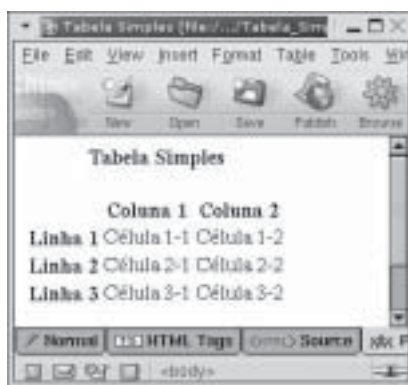 Tabela Simples [file:/.../Tabela_Sim
File Edit View Insert Format Table Tools Wi
New Open Save Publish Browse
Tabela Simples
Coluna 1 Coluna 2
Linha 1 Célula 1-1 Célula 1-2
Linha 2 Célula 2-1 Célula 2-2
Linha 3 Célula 3-1 Célula 3-2
Normal HTML Tags Source
<body>